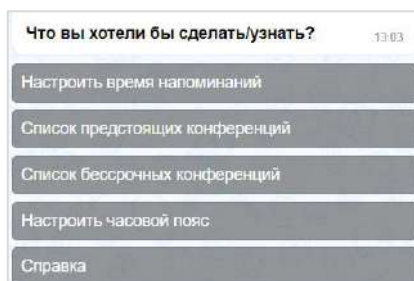 Что вы хотели бы сделать/узнать?
13:03
Настроить время напоминаний
Список предстоящих конференций
Список бессрочных конференций
Настроить часовой пояс
Справка